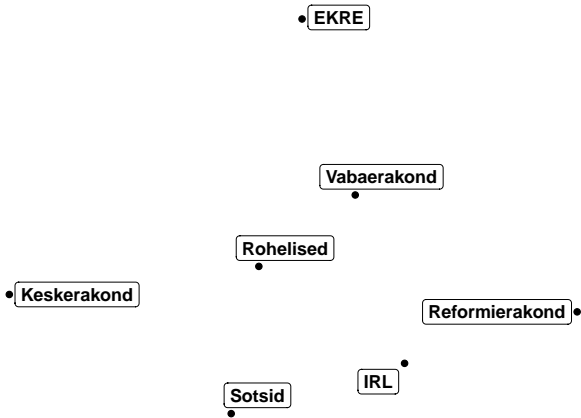 EKRE
Vabaerakond
Rohelised
Keskerakond
Reformierakond
IRL
Sotsid